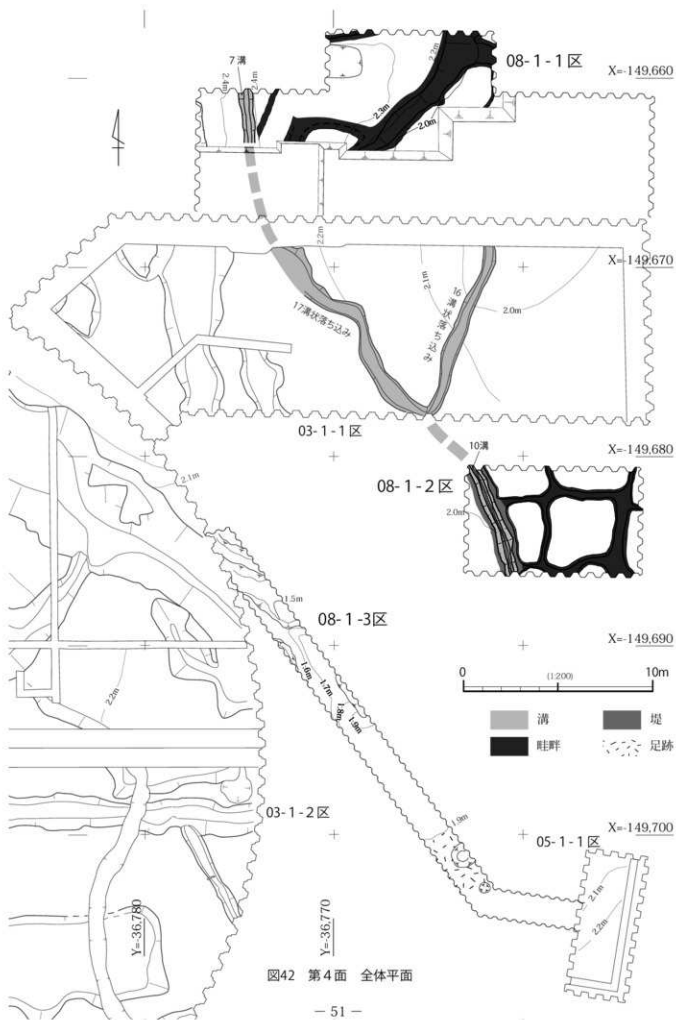 7溝
2.4m
2.4m
2.3m
2.2m
2.0m
08-1-1区
X=-149,660
2.2m
X=-149,670
2.1m
2.0m
17溝状落ち込み
16溝状落ち込み
03-1-1区
10溝
X=-149,680
08-1-2区
2.0m
2.1m
1.5m
08-1-3区
1.6m
1.7m
1.8m
1.9m
X=-149,690
0
(1:200)
10m
溝
堤
畦畔
足跡
2.2m
03-1-2区
1.9m
X=-149,700
05-1-1区
2.1m
2.2m
Y=-36,780
Y=-36,770
図42 第4面 全体平面
- 51 -